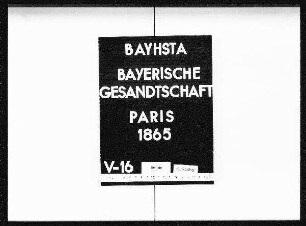 BAYHSTA
BAYERISCHE
GESANDTSCHAFT
PARIS
1865
V-16